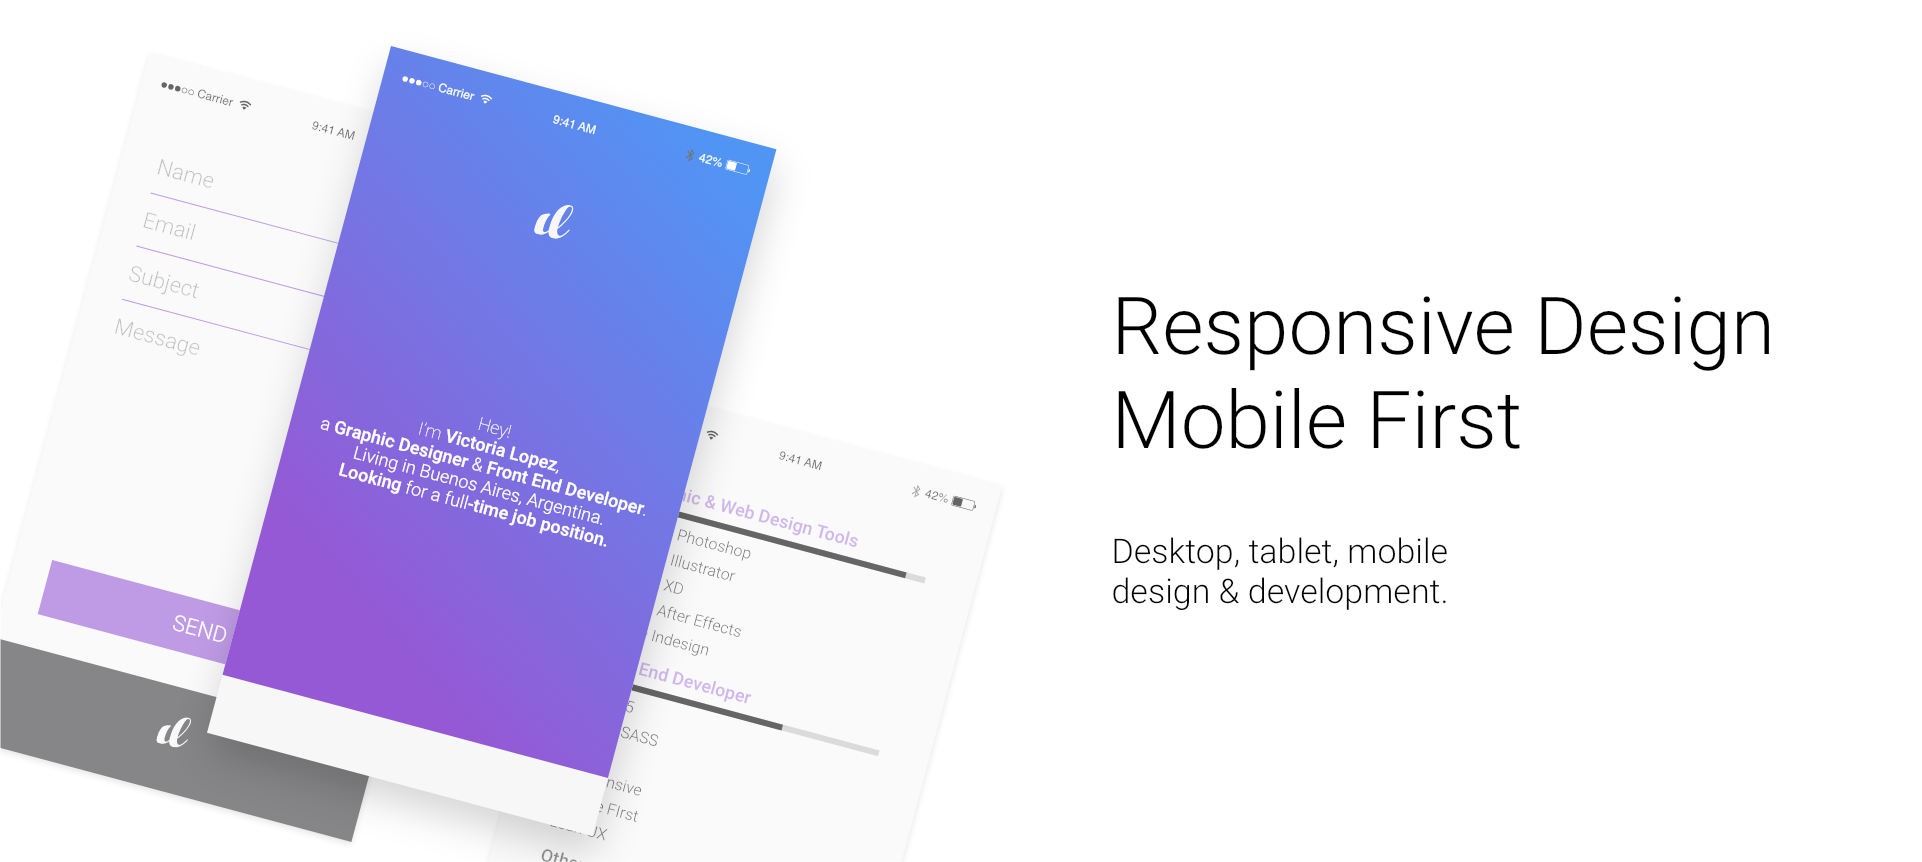 Carrier
9:41 AM
Name
Email
Subject
Message
SEND
Carrier
9:41 AM
42%
Hey!
I'm Victoria Lopez,
a Graphic Designer & Front End Developer.
Living in Buenos Aires, Argentina.
Looking for a full-time job position.
9:41 AM
42%
& Web Design Tools
Photoshop
Illustrator
XD
After Effects
Indesign
End Developer
5
SASS
FIrst
Responsive Design
Mobile First
Desktop, tablet, mobile
design & development.